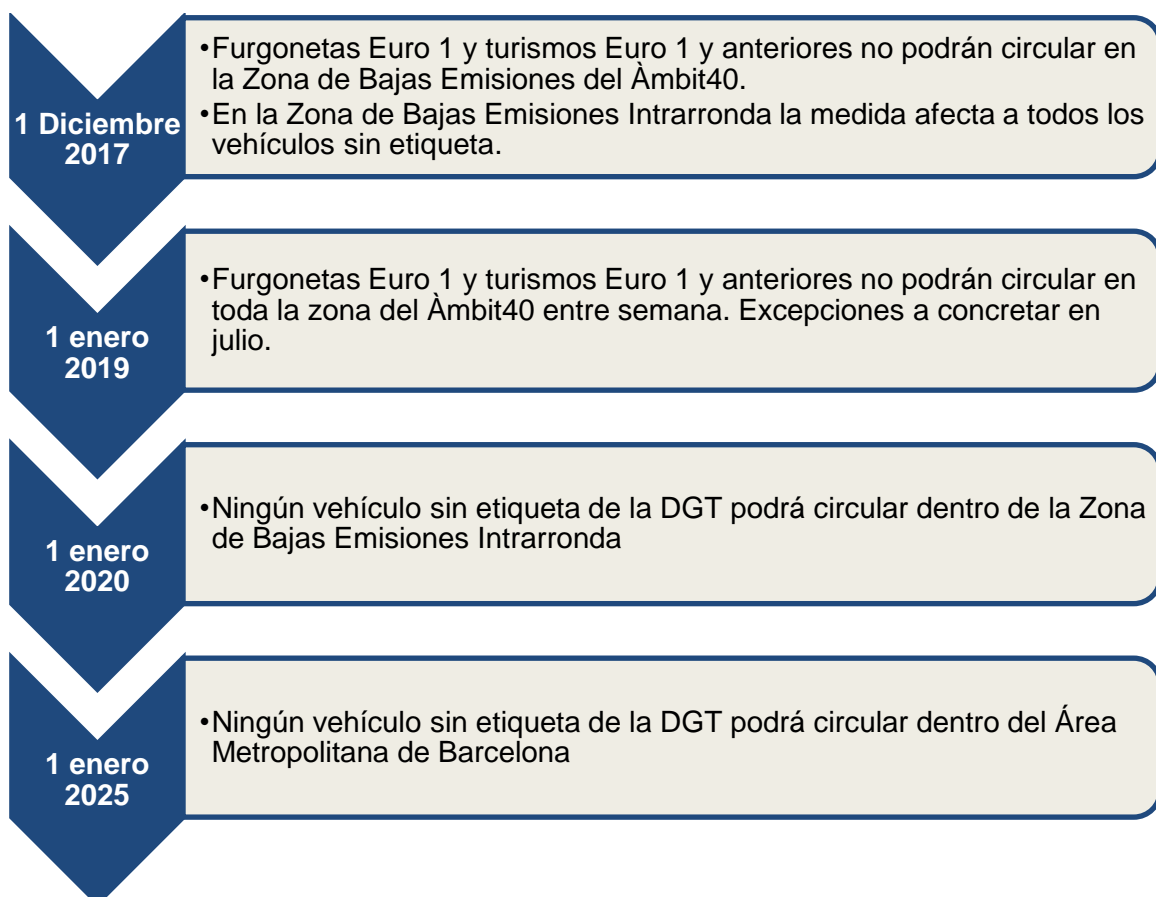 1 Diciembre
2017
•Furgonetas Euro 1 y turismos Euro 1 y anteriores no podrán circular en
la Zona de Bajas Emisiones del Àmbit40.
•En la Zona de Bajas Emisiones Intrarronda la medida afecta a todos los
vehículos sin etiqueta.
1 enero
2019
•Furgonetas Euro 1 y turismos Euro 1 y anteriores no podrán circular en
toda la zona del Àmbit40 entre semana. Excepciones a concretar en
julio.
1 enero
2020
•Ningún vehículo sin etiqueta de la DGT podrá circular dentro de la Zona
de Bajas Emisiones Intrarronda
1 enero
2025
•Ningún vehículo sin etiqueta de la DGT podrá circular dentro del Área
Metropolitana de Barcelona